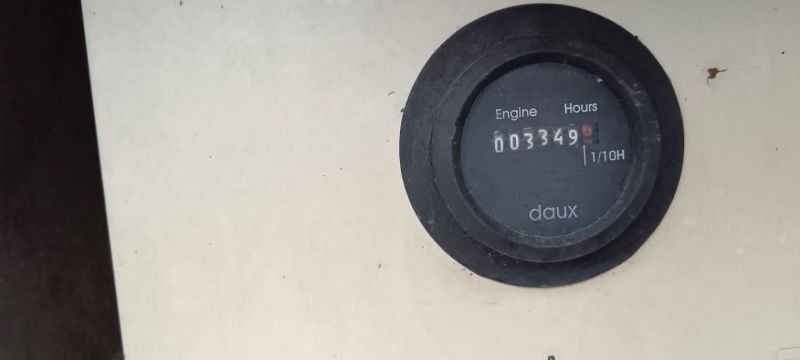 Engine Hours
003349
1/10H
daux